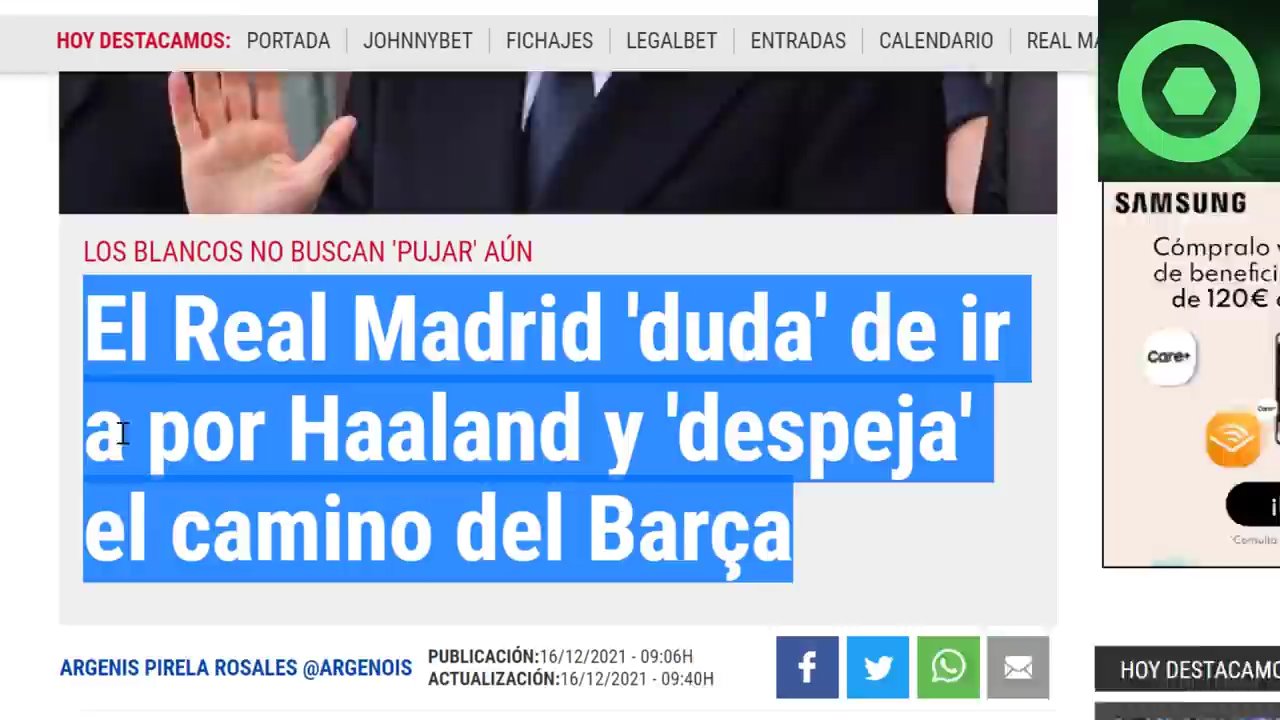 HOY DESTACAMOS: PORTADA JOHNNYBET FICHAJES LEGALBET ENTRADAS CALENDARIO REAL
SAMSUNG
Cómpralo
de
de 120€
Care+
LOS BLANCOS NO BUSCAN 'PUJAR' AÚN
El Real Madrid 'duda' de ir
a por Haaland y 'despeja'
el camino del Barça
ARGENIS PIRELA ROSALES @ARGENOIS
PUBLICACIÓN:16/12/2021 - 09:06H
ACTUALIZACIÓN:16/12/2021 - 09:40H
HOY